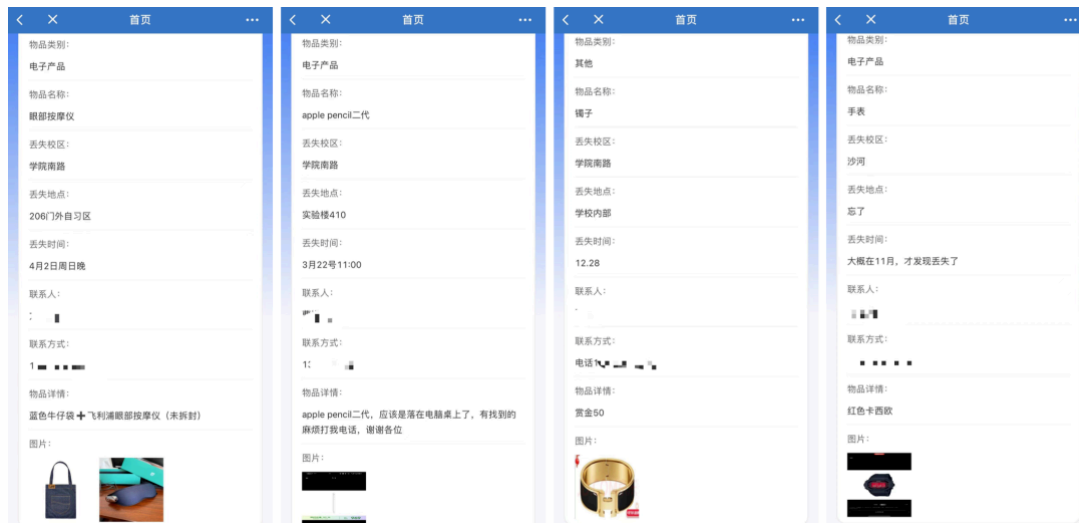 首页
物品类别:
电子产品
物品名称:
眼部按摩仪
丢失校区:
学院南路
丢失地点:
206门外自习区
丢失时间:
4月2日周日晚
联系人:
联系方式:
1
物品详情:
蓝色牛仔袋➕飞利浦眼部按摩仪（未拆封）
图片:
首页
物品类别:
电子产品
物品名称:
apple pencil二代
丢失校区:
学院南路
丢失地点:
实验楼410
丢失时间:
3月22号11:00
联系人:
联系方式:
物品详情:
apple pencil二代，应该是落在电脑桌上了，有找到的
麻烦打我电话，谢谢各位
图片:
首页
物品类别:
其他
物品名称:
镯子
丢失校区:
学院南路
丢失地点:
学校内部
丢失时间:
12.28
联系人:
联系方式:
电话1
物品详情:
赏金50
图片:
首页
物品类别:
电子产品
物品名称:
手表
丢失校区:
沙河
丢失地点:
忘了
丢失时间:
大概在11月，才发现丢失了
联系人:
联系方式:
物品详情:
红色卡西欧
图片: